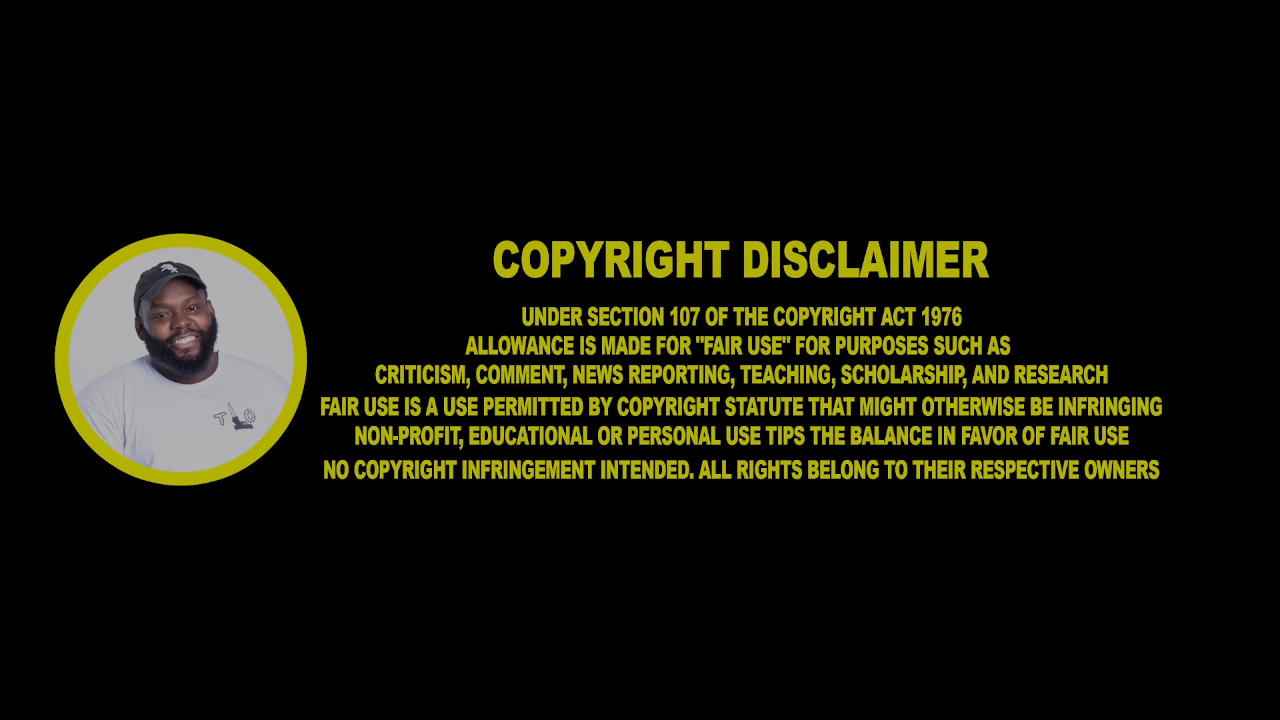 COPYRIGHT DISCLAIMER
UNDER SECTION 107 OF THE COPYRIGHT ACT 1976
ALLOWANCE IS MADE FOR "FAIR USE" FOR PURPOSES SUCH AS
CRITICISM, COMMENT, NEWS REPORTING, TEACHING, SCHOLARSHIP, AND RESEARCH
FAIR USE IS A USE PERMITTED BY COPYRIGHT STATUTE THAT MIGHT OTHERWISE BE INFRINGING
NON-PROFIT, EDUCATIONAL OR PERSONAL USE TIPS THE BALANCE IN FAVOR OF FAIR USE
NO COPYRIGHT INFRINGEMENT INTENDED. ALL RIGHTS BELONG TO THEIR RESPECTIVE OWNERS